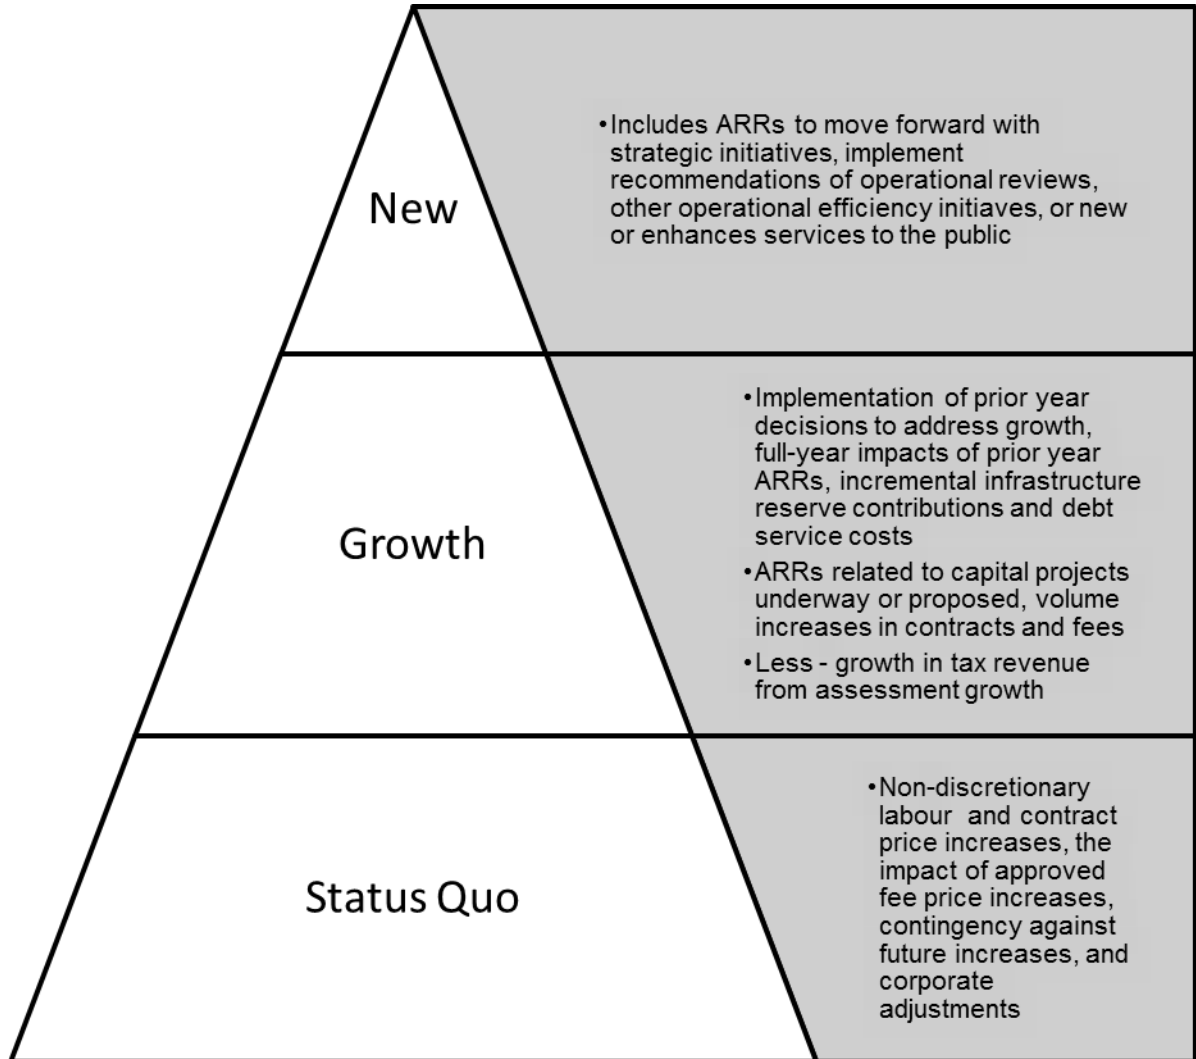 New
•Includes ARRs to move forward with
strategic initiatives, implement
recommendations of operational reviews,
other operational efficiency initiaves, or new
or enhances services to the public
Growth
•Implementation of prior year
decisions to address growth,
full-year impacts of prior year
ARRs, incremental infrastructure
reserve contributions and debt
service costs
•ARRs related to capital projects
underway or proposed, volume
increases in contracts and fees
•Less - growth in tax revenue
from assessment growth
Status Quo
•Non-discretionary
labour and contract
price increases, the
impact of approved
fee price increases,
contingency against
future increases, and
corporate
adjustments